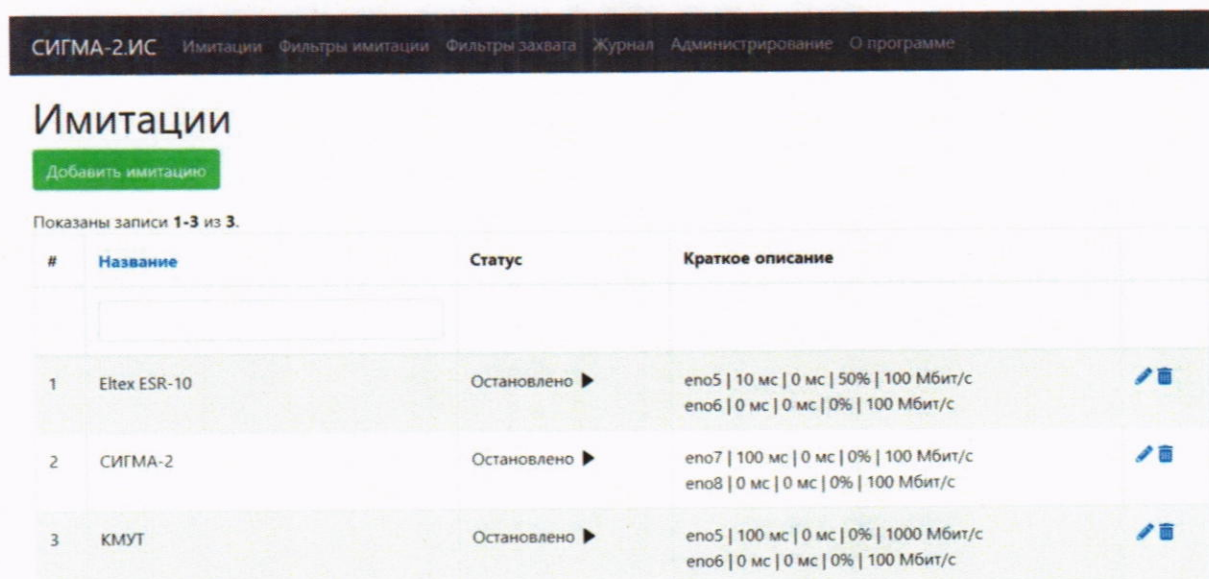 СИГМА-2.ИС Имитации Фильтры имитации Фильтры захвата Журнал Администрирование О программе
Имитации
Добавить имитацию
Показаны записи 1-3 из 3.
# Название Статус Краткое описание
1 Eltex ESR-10 Остановлено eno5 | 10 мс | 0 мс | 50% | 100 Мбит/с
eno6 | 0 мс | 0 мс | 0% | 100 Мбит/с
2 СИГМА-2 Остановлено eno7 | 100 мс | 0 мс | 0% | 100 Мбит/с
eno8 | 0 мс | 0 мс | 0% | 100 Мбит/с
3 КМУТ Остановлено eno5 | 100 мс | 0 мс | 0% | 1000 Мбит/с
eno6 | 0 мс | 0 мс | 0% | 100 Мбит/с